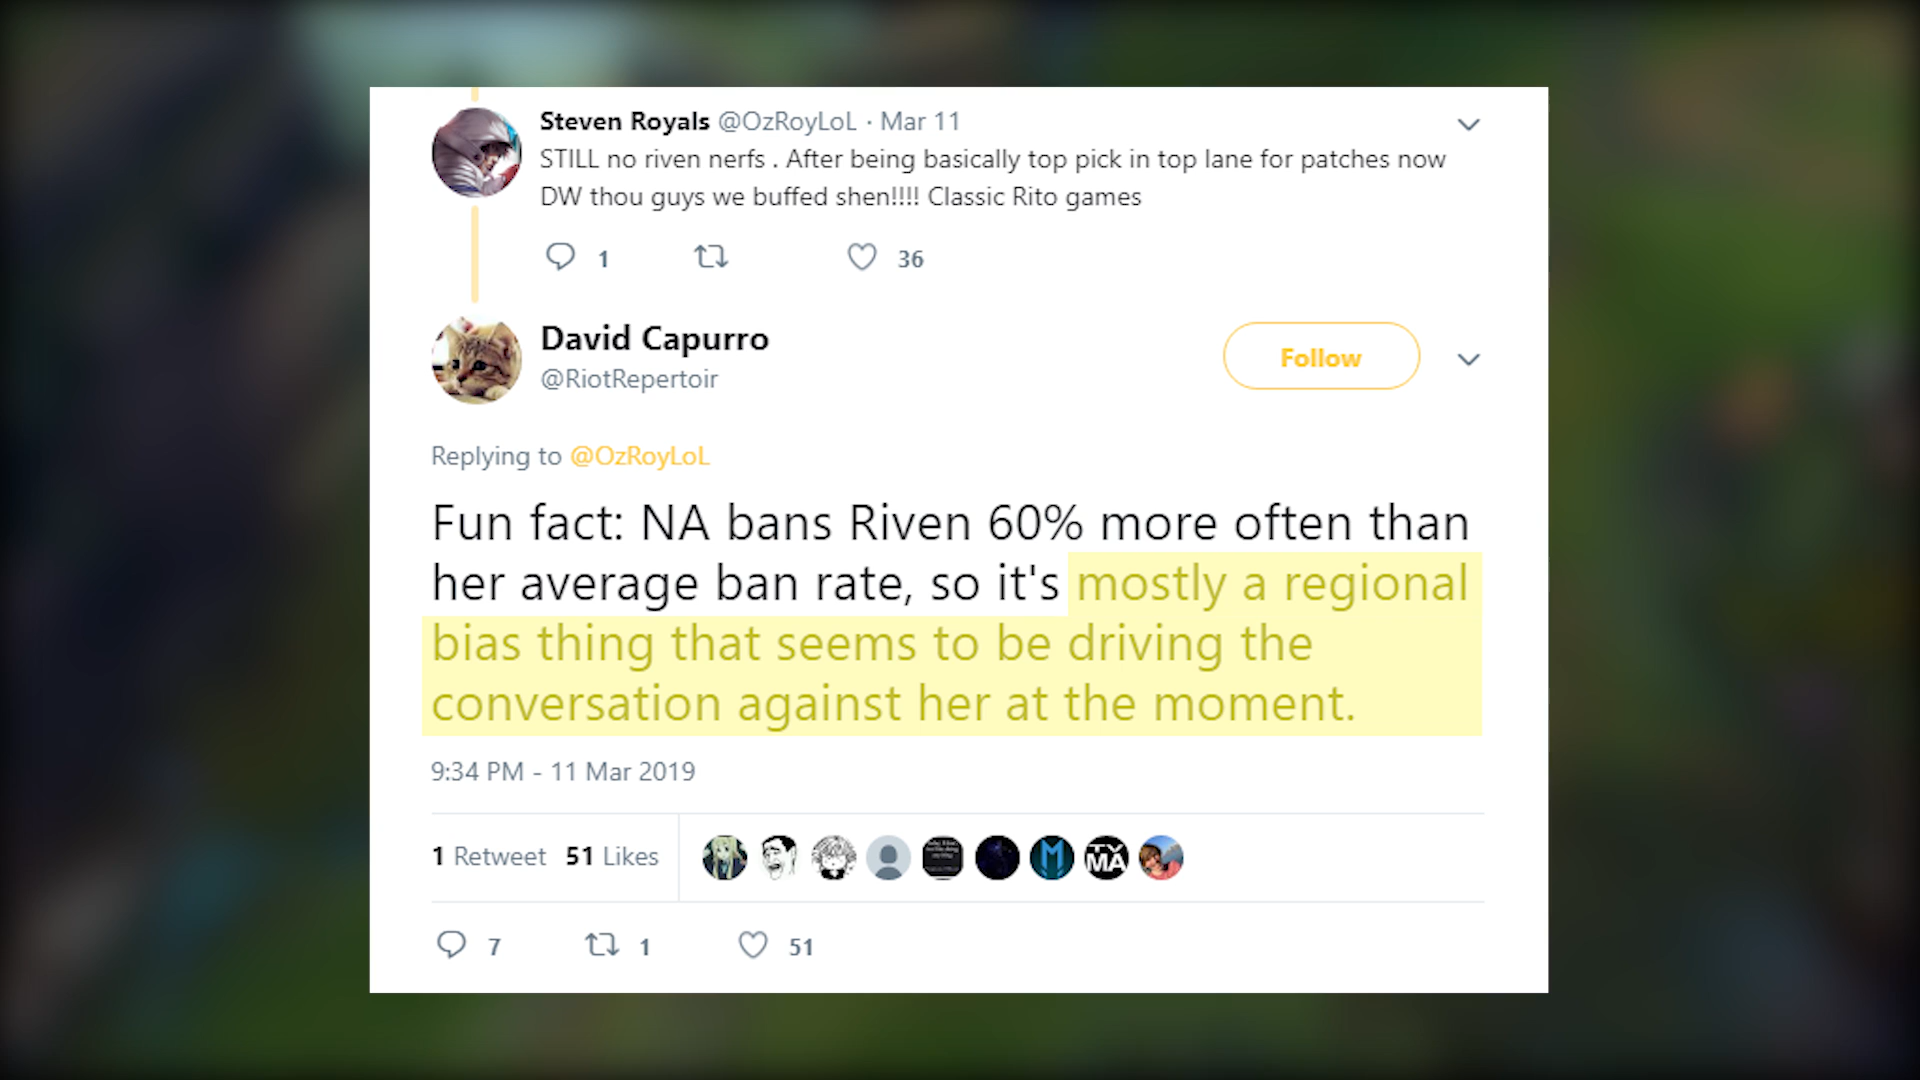 Steven Royals @OzRoyLoL · Mar 11
STILL no riven nerfs . After being basically top pick in top lane for patches now
DW thou guys we buffed shen!!!! Classic Rito games
1 36
David Capurro
@RiotRepertoir
Follow
Replying to @OzRoyLoL
Fun fact: NA bans Riven 60% more often than
her average ban rate, so it's mostly a regional
bias thing that seems to be driving the
conversation against her at the moment.
9:34 PM - 11 Mar 2019
1 Retweet 51 Likes
TV
MA
7 1 51